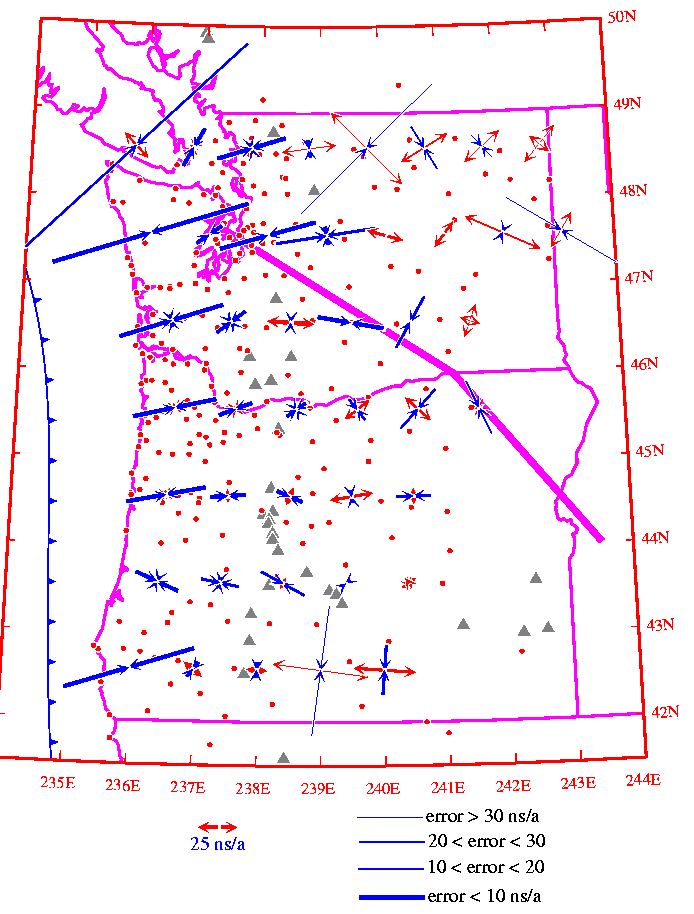 50N
49N
48N
47N
46N
45N
44N
43N
42N
235E 236E 237E 238E 239E 240E 241E 242E 243E 244E
25 ns/a
error > 30 ns/a
20 < error < 30
10 < error < 20
error < 10 ns/a